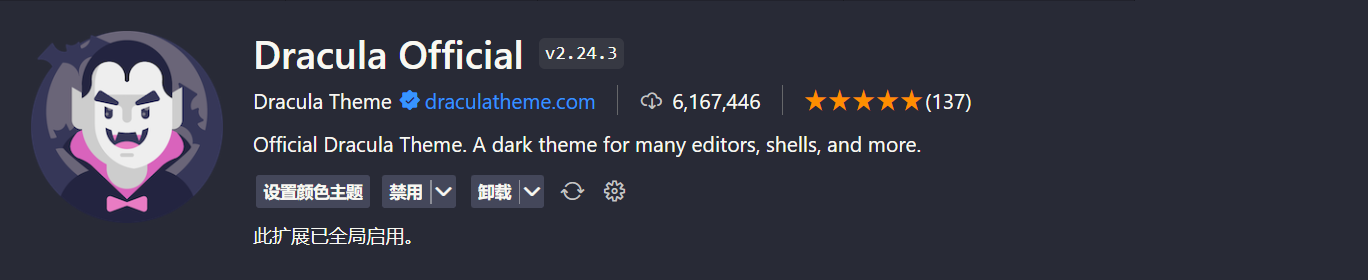 Dracula Official v2.24.3
Dracula Theme draculatheme.com 6,167,446 (137)
Official Dracula Theme. A dark theme for many editors, shells, and more.
设置颜色主题 禁用 卸载
此扩展已全局启用。